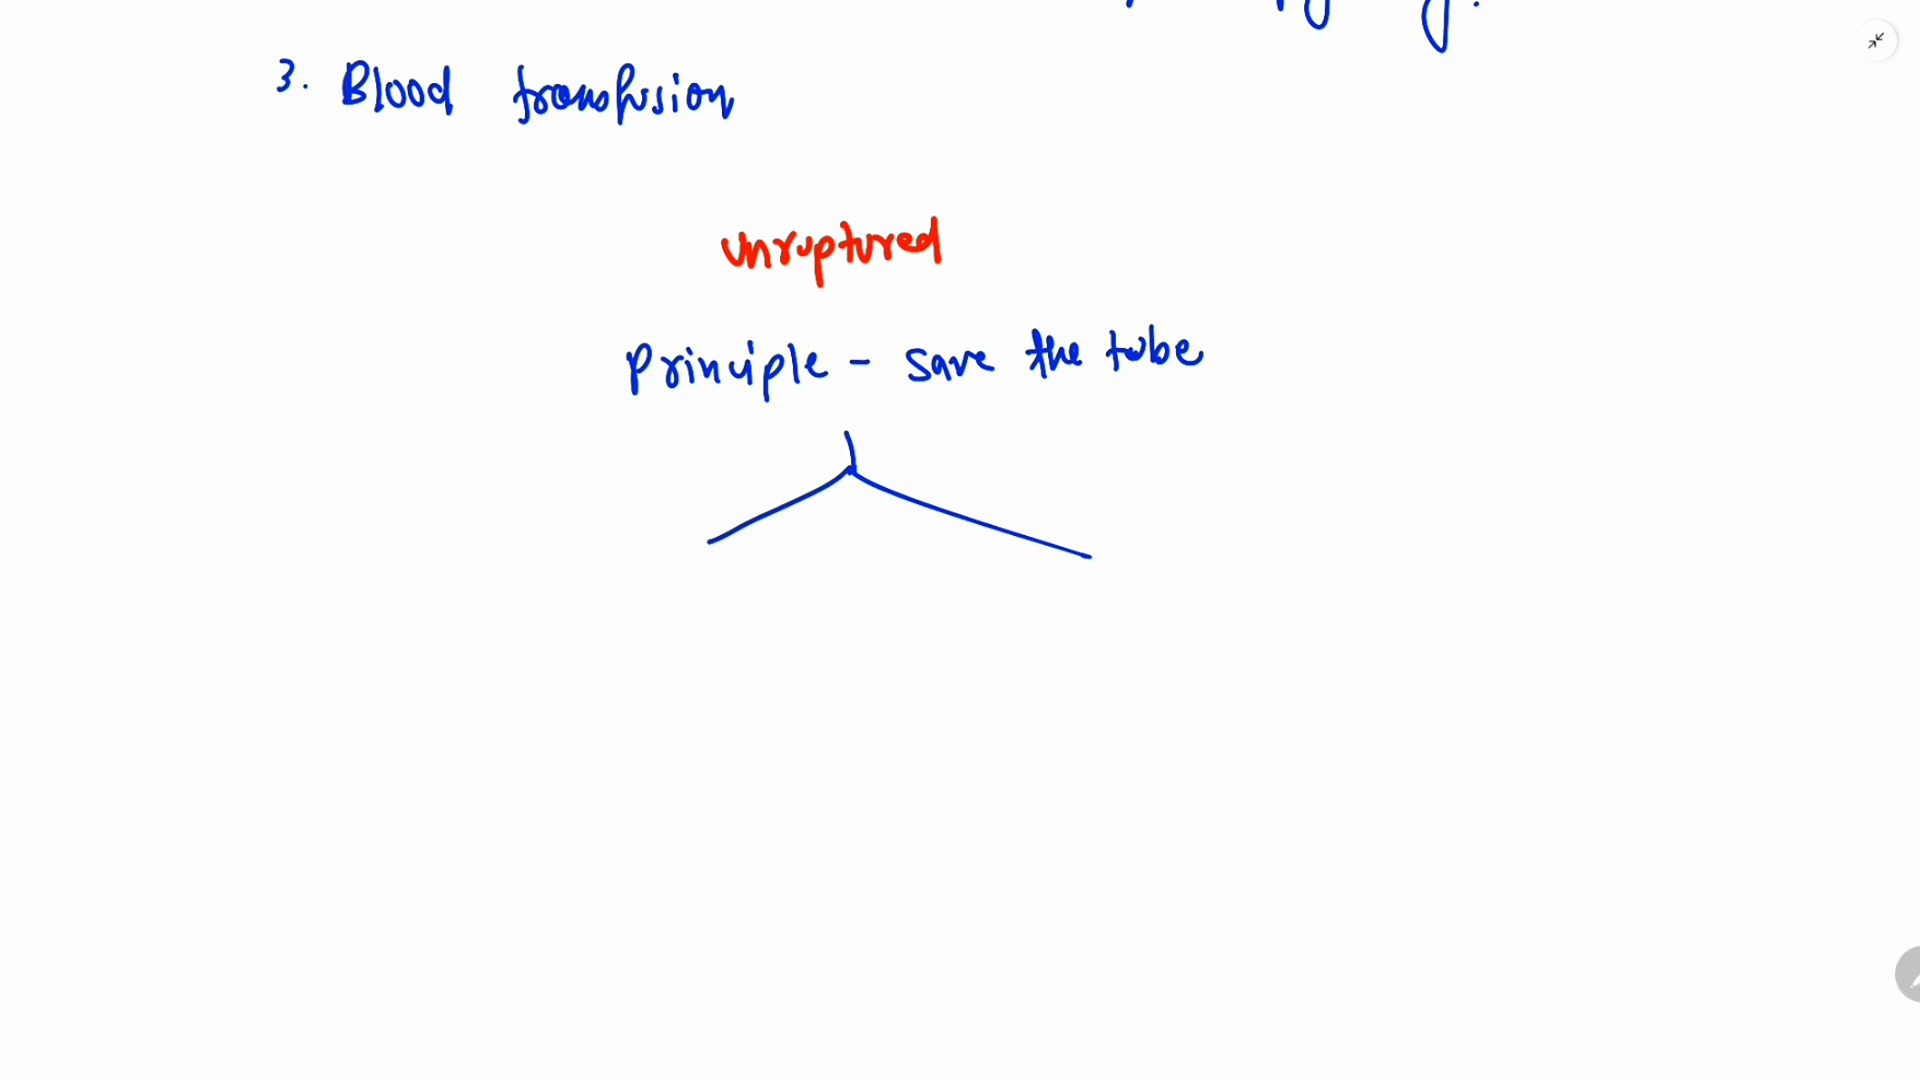 3. Blood transfusion
unruptured
Principle - save the tube